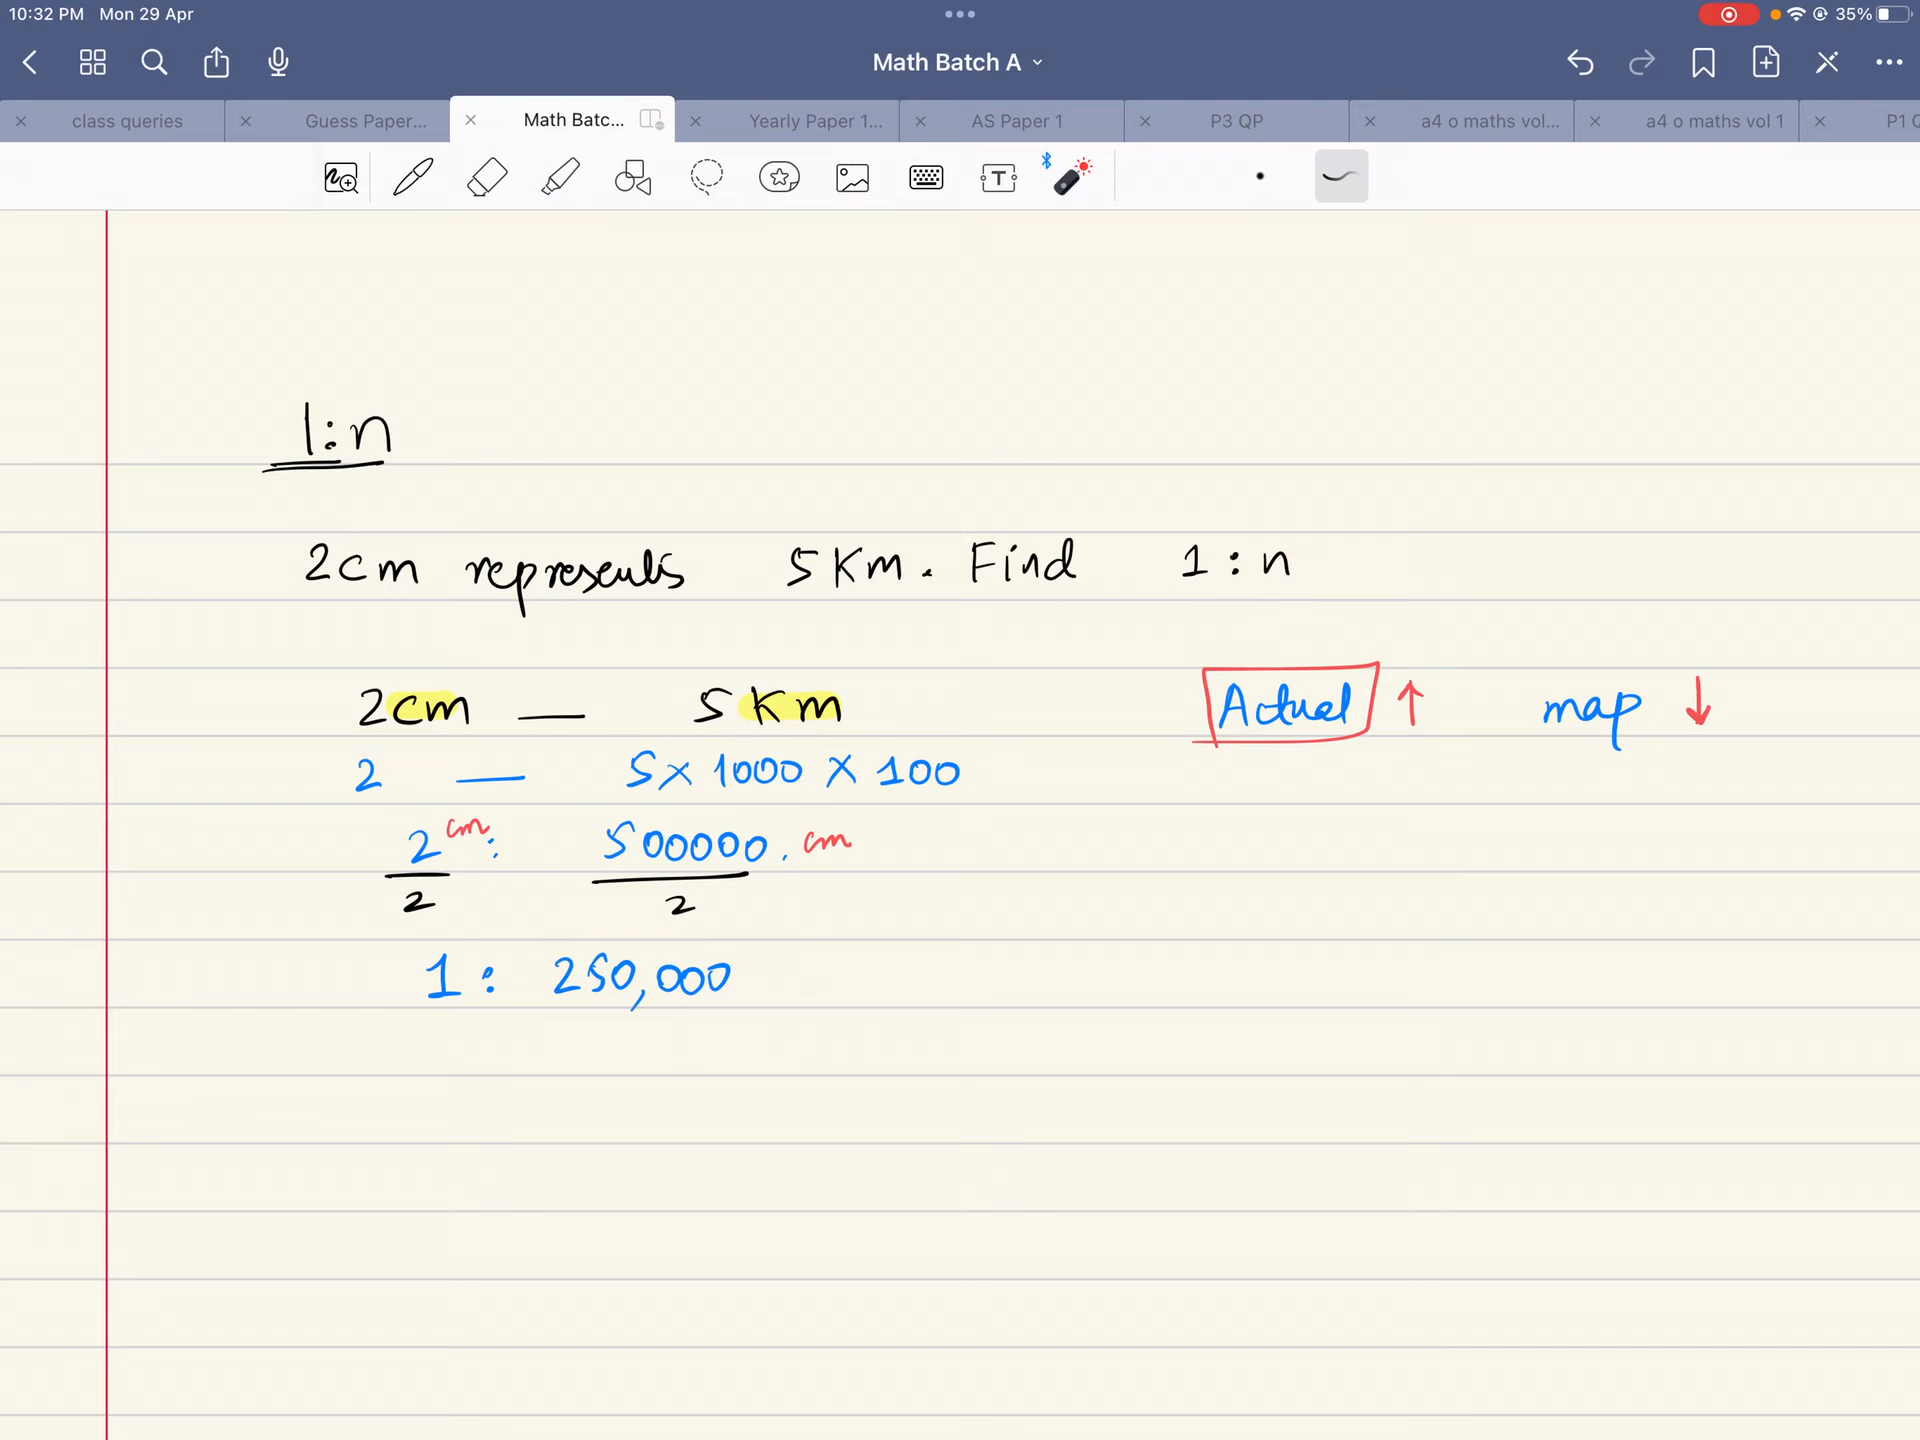 10:32 PM Mon 29 Apr
35%
Math Batch A
class queries
Guess Paper...
Math Batc...
Yearly Paper 1...
AS Paper 1
P3 QP
a4 o maths vol...
a4 o maths vol 1
P1 Q
1:n
2cm represents 5Km. Find 1:n
2cm — 5Km Actual ↑ map ↓
2 — 5 x 1000 x 100
2 cm : 500000. cm
2 2
1 : 250,000